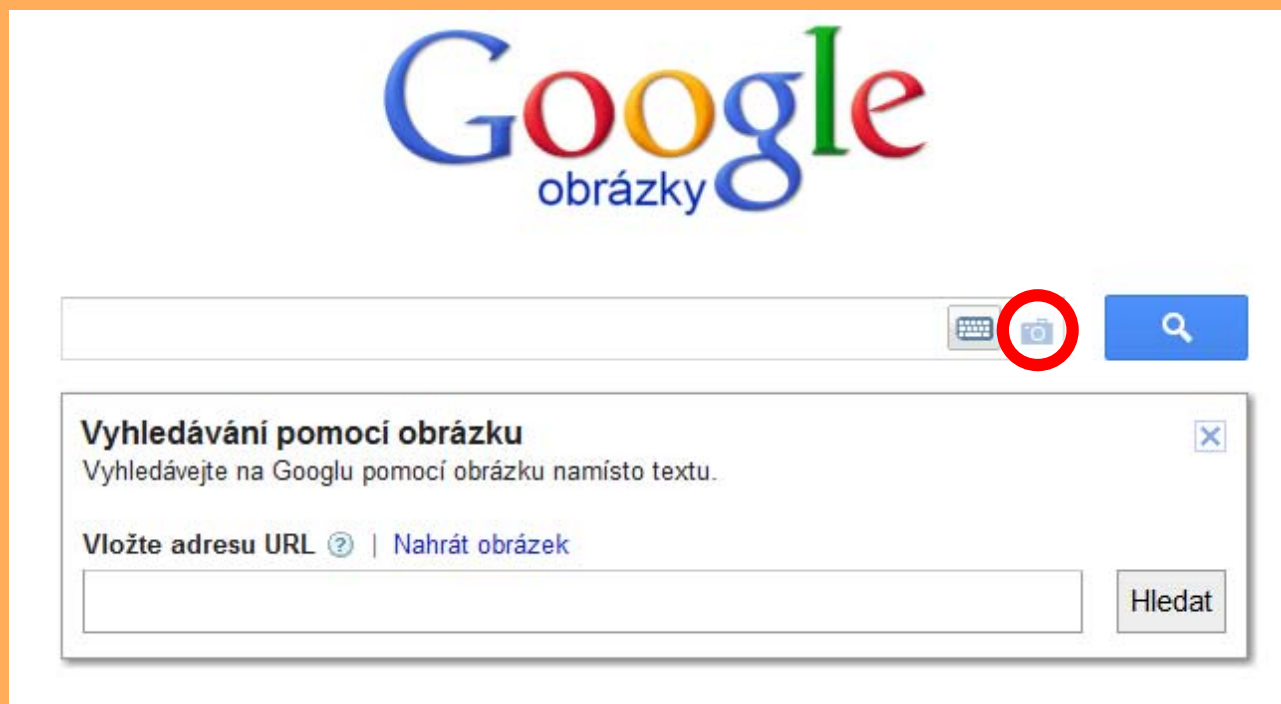 Google
obrázky
Vyhledávání pomocí obrázku
Vyhledávejte na Googlu pomocí obrázku namísto textu.
Vložte adresu URL ? | Nahrát obrázek
Hledat